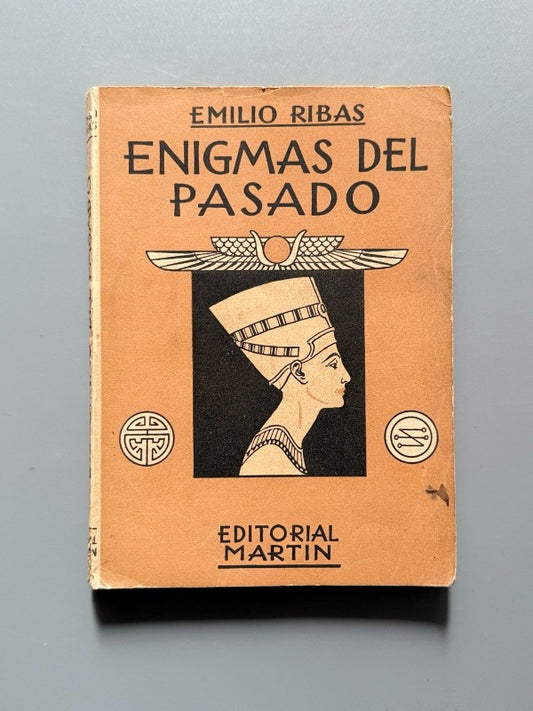 EMILIO RIBAS
ENIGMAS DEL
PASADO
EDITORIAL
MARTIN